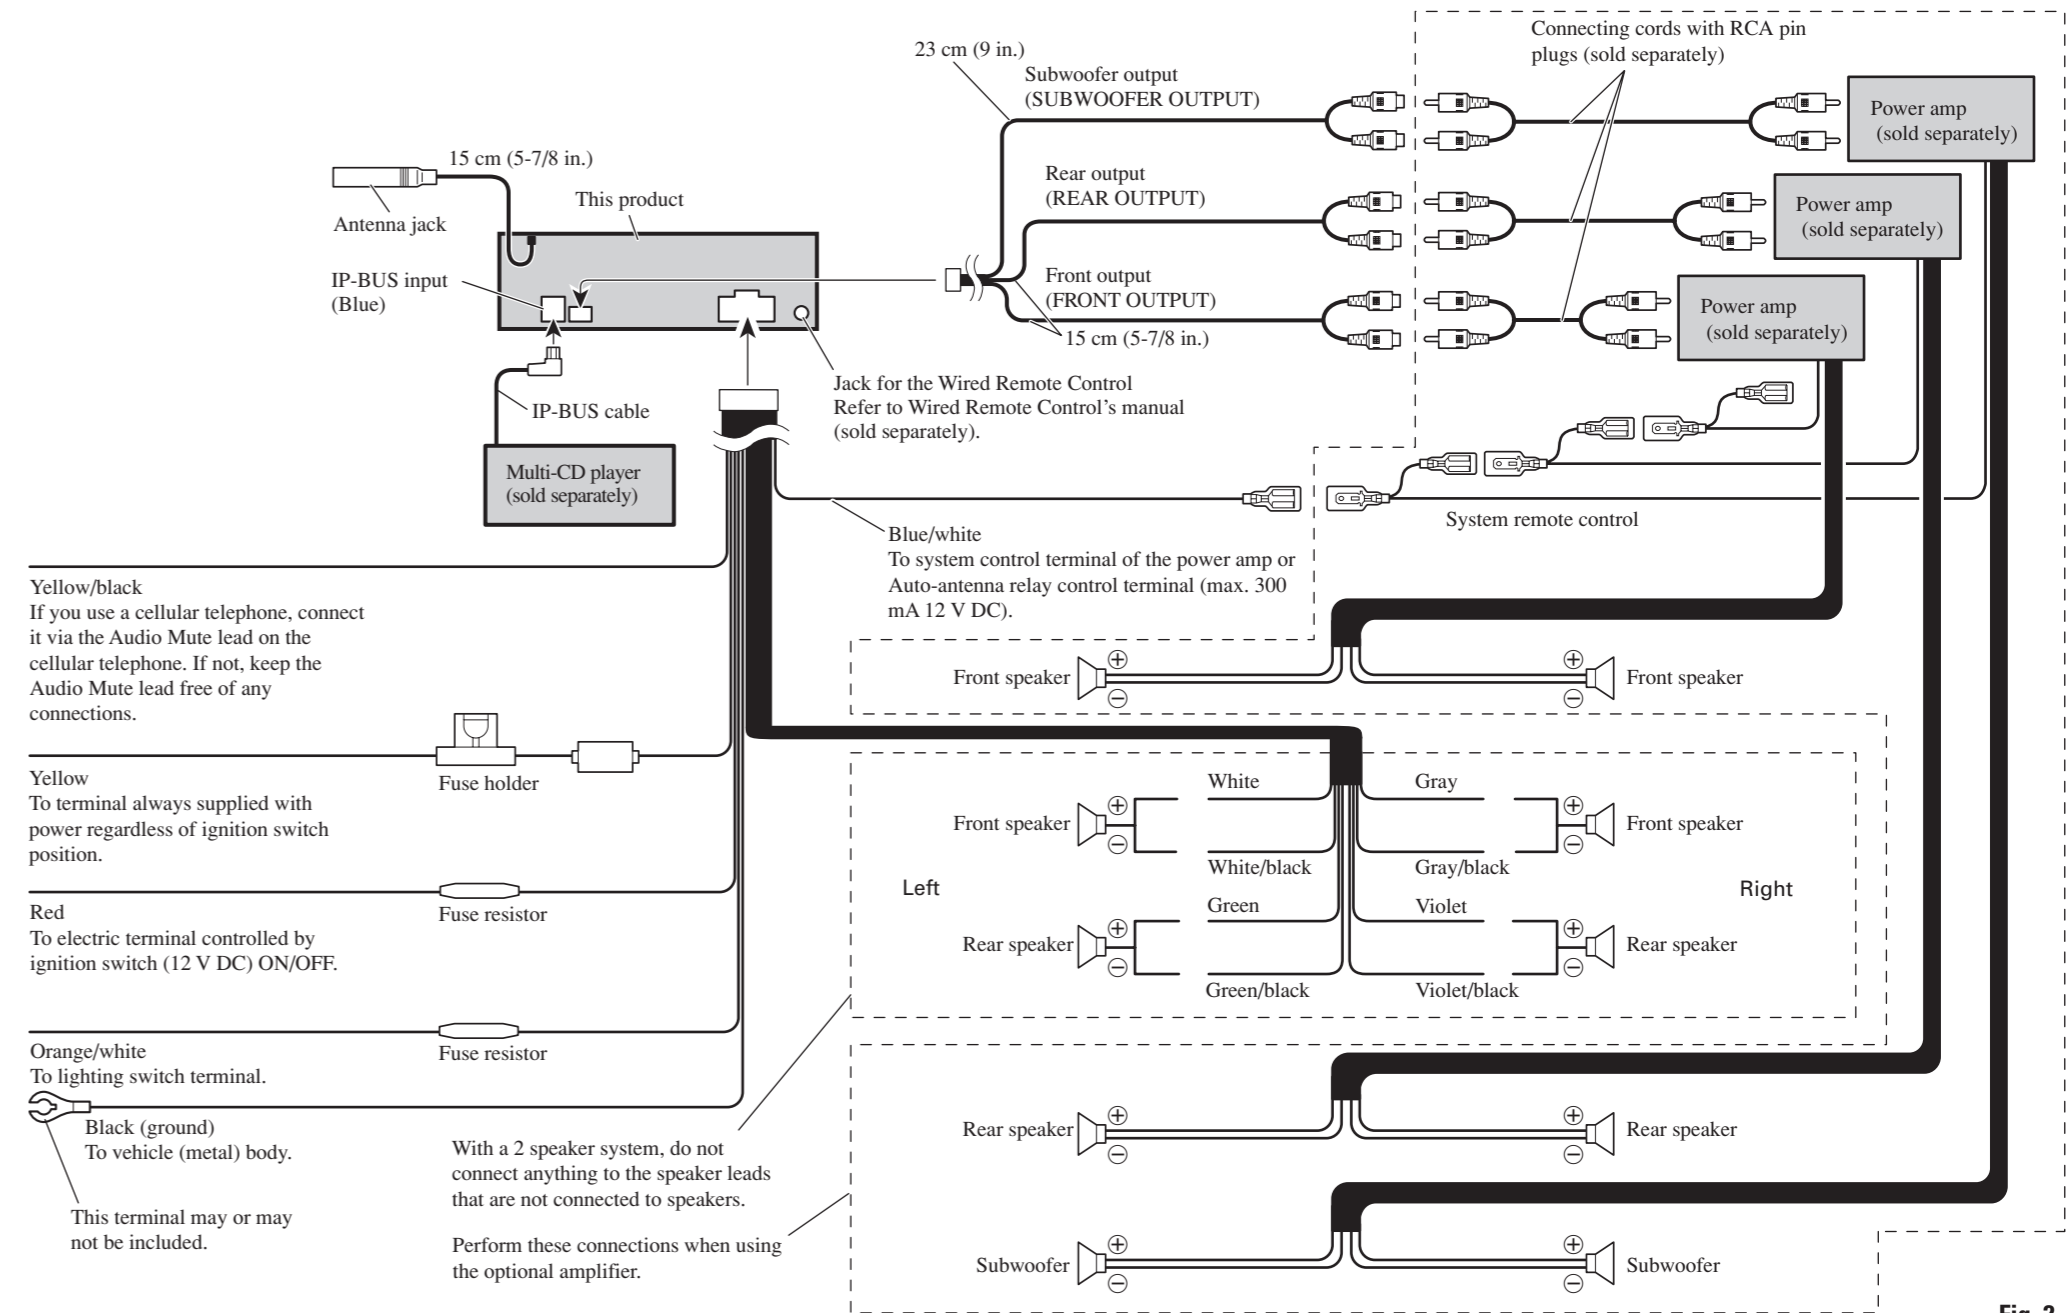 Connecting cords with RCA pin
plugs (sold separately)
23 cm (9 in.)
Subwoofer output
(SUBWOOFER OUTPUT)
Power amp
(sold separately)
15 cm (5-7/8 in.)
Antenna jack
This product
Rear output
(REAR OUTPUT)
Power amp
(sold separately)
IP-BUS input
(Blue)
Front output
(FRONT OUTPUT)
Power amp
(sold separately)
15 cm (5-7/8 in.)
Jack for the Wired Remote Control
Refer to Wired Remote Control’s manual
(sold separately).
IP-BUS cable
Multi-CD player
(sold separately)
System remote control
Blue/white
To system control terminal of the power amp or
Auto-antenna relay control terminal (max. 300
mA 12 V DC).
Yellow/black
If you use a cellular telephone, connect
it via the Audio Mute lead on the
cellular telephone. If not, keep the
Audio Mute lead free of any
connections.
Front speaker
+
−
+
−
Front speaker
Fuse holder
Yellow
To terminal always supplied with
power regardless of ignition switch
position.
White
Gray
Front speaker
+
−
+
−
Front speaker
White/black
Gray/black
Left
Right
Fuse resistor
Red
To electric terminal controlled by
ignition switch (12 V DC) ON/OFF.
Green
Violet
Rear speaker
+
−
+
−
Rear speaker
Green/black
Violet/black
Fuse resistor
Orange/white
To lighting switch terminal.
Black (ground)
To vehicle (metal) body.
This terminal may or may
not be included.
With a 2 speaker system, do not
connect anything to the speaker leads
that are not connected to speakers.
Perform these connections when using
the optional amplifier.
Rear speaker
+
−
+
−
Rear speaker
Subwoofer
+
−
+
−
Subwoofer